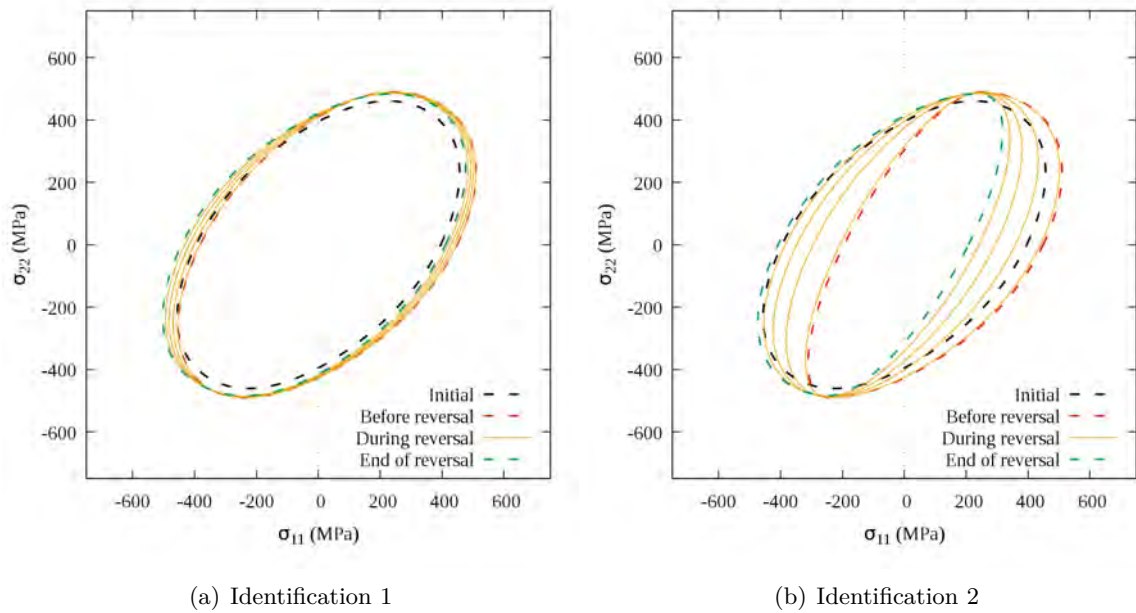 600
400
200
0
-200
-400
-600
-600 -400 -200 0 200 400 600
σ22 (MPa)
σ11 (MPa)
Initial
Before reversal
During reversal
End of reversal
(a) Identification 1
600
400
200
0
-200
-400
-600
-600 -400 -200 0 200 400 600
σ22 (MPa)
σ11 (MPa)
Initial
Before reversal
During reversal
End of reversal
(b) Identification 2